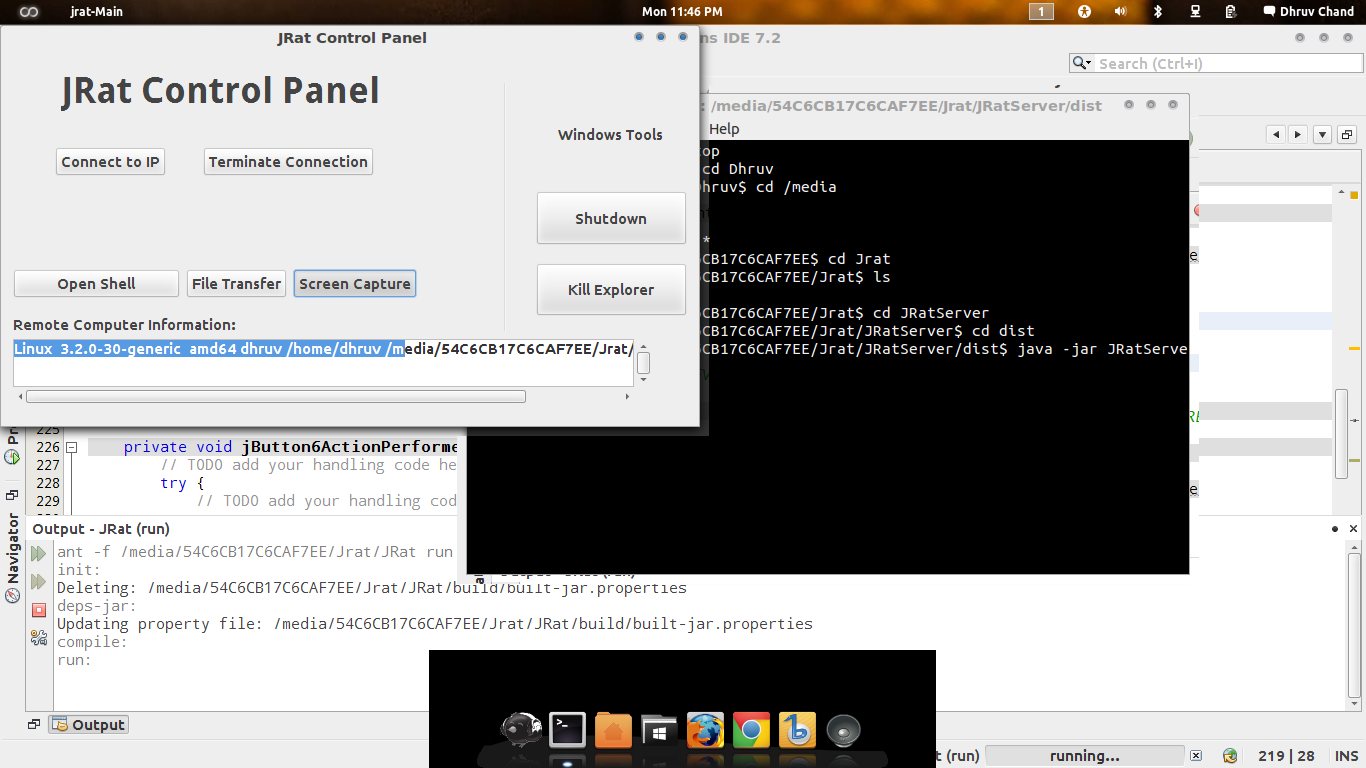 jrat-Main
Mon 11:46 PM
1
Dhruv Chand
JRat Control Panel
JRat Control Panel
Connect to IP
Terminate Connection
Windows Tools
Shutdown
Open Shell
File Transfer
Screen Capture
Kill Explorer
Remote Computer Information:
Linux 3.2.0-30-generic amd64 dhruv /home/dhruv /media/54C6CB17C6CAF7EE/Jrat/
ns IDE 7.2
Search (Ctrl+I)
: /media/54C6CB17C6CAF7EE/Jrat/JRatServer/dist
Help
op
cd Dhruv
hruv$ cd /media
*
CB17C6CAF7EE$ cd Jrat
CB17C6CAF7EE/Jrat$ ls
CB17C6CAF7EE/Jrat$ cd JRatServer
CB17C6CAF7EE/Jrat/JRatServer$ cd dist
CB17C6CAF7EE/Jrat/JRatServer/dist$ java -jar JRatServe
e
RE
e
225
226 private void jButton6ActionPerforme
227 // TODO add your handling code he
228 try {
229 // TODO add your handling cod
Navigator
Output - JRat (run)
ant -f /media/54C6CB17C6CAF7EE/Jrat/JRat run
init:
Deleting: /media/54C6CB17C6CAF7EE/Jrat/JRat/build/built-jar.properties
deps-jar:
Updating property file: /media/54C6CB17C6CAF7EE/Jrat/JRat/build/built-jar.properties
compile:
run:
Output
t (run)
running...
219 | 28
INS